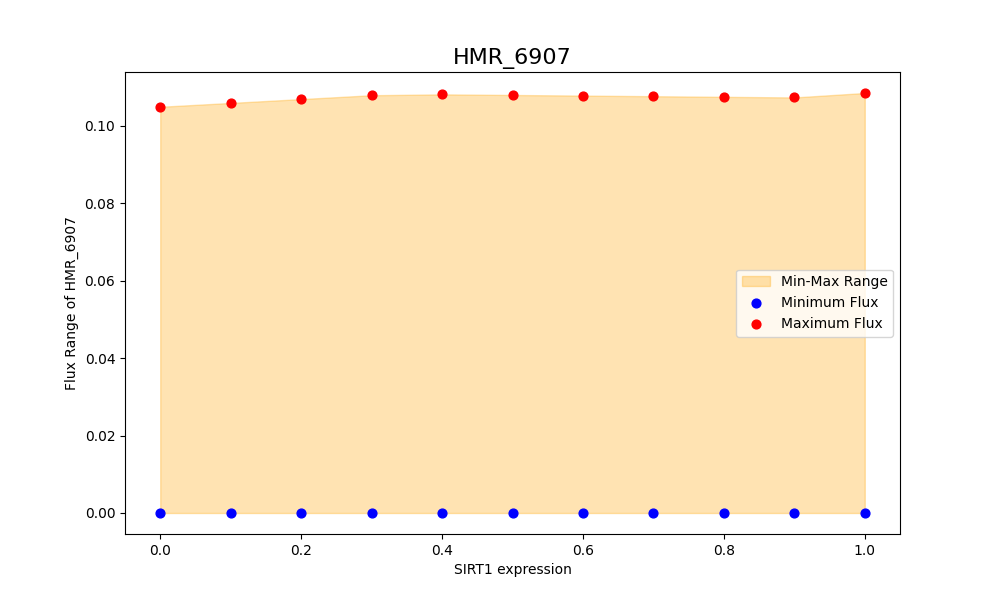 HMR_6907
Flux Range of HMR_6907
0.10
0.08
0.06
0.04
0.02
0.00
Min-Max Range
Minimum Flux
Maximum Flux
0.0 0.2 0.4 0.6 0.8 1.0
SIRT1 expression